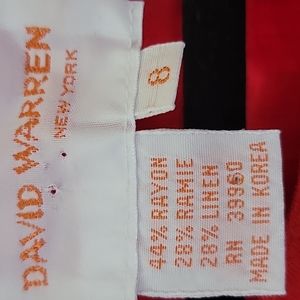 DAVID WARREN
NEW YORK
8
44% RAYON
28% RAMIE
28% LINEN
RN 39960
MADE IN KOREA